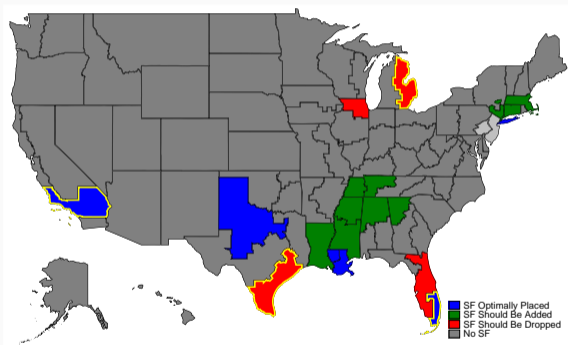 SF Optimally Placed
SF Should Be Added
SF Should Be Dropped
No SF